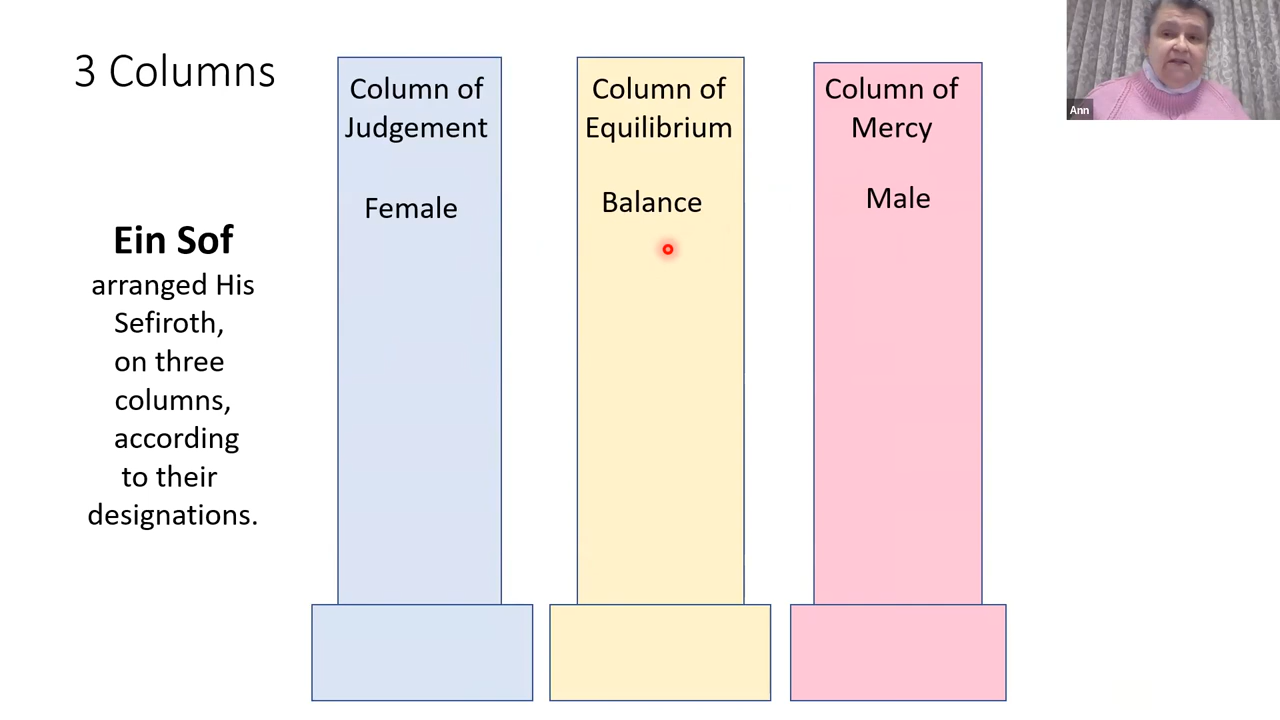 3 Columns
Ein Sof
arranged His
Sefiroth,
on three
columns,
according
to their
designations.
Column of
Judgement
Female
Column of
Equilibrium
Balance
Column of
Mercy
Male
Ann